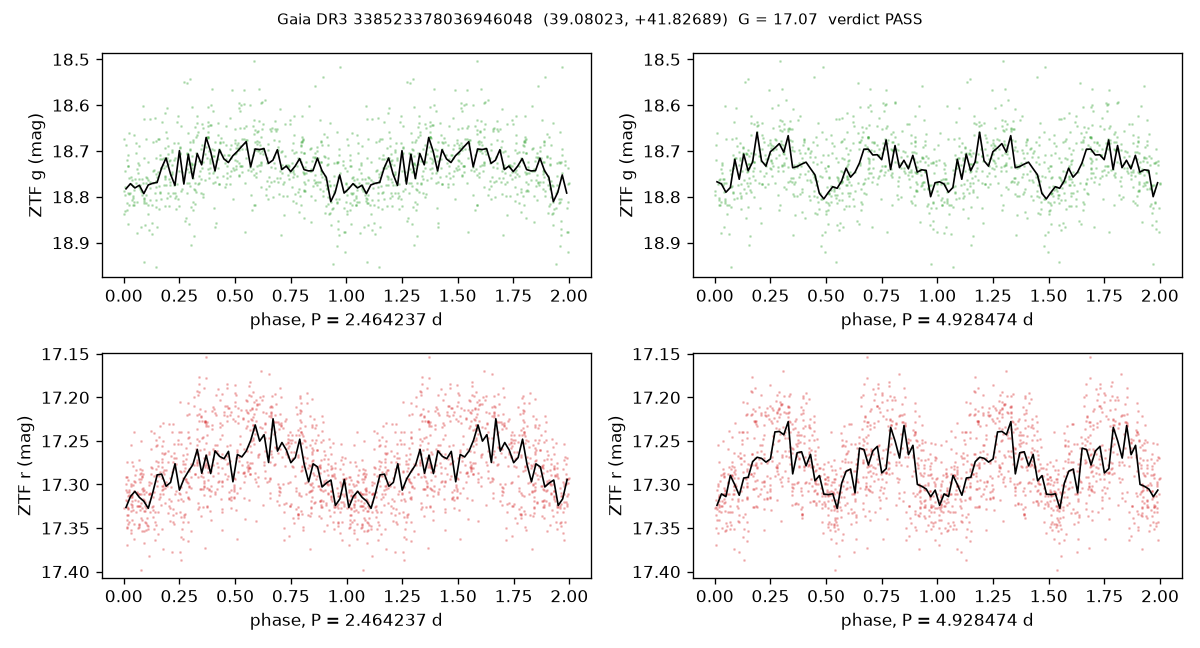 Gaia DR3 338523378036946048 (39.08023, +41.82689) G = 17.07 verdict PASS
ZTF g (mag)
18.5
18.6
18.7
18.8
18.9
0.00 0.25 0.50 0.75 1.00 1.25 1.50 1.75 2.00
phase, P = 2.464237 d
ZTF g (mag)
18.5
18.6
18.7
18.8
18.9
0.00 0.25 0.50 0.75 1.00 1.25 1.50 1.75 2.00
phase, P = 4.928474 d
ZTF r (mag)
17.15
17.20
17.25
17.30
17.35
17.40
0.00 0.25 0.50 0.75 1.00 1.25 1.50 1.75 2.00
phase, P = 2.464237 d
ZTF r (mag)
17.15
17.20
17.25
17.30
17.35
17.40
0.00 0.25 0.50 0.75 1.00 1.25 1.50 1.75 2.00
phase, P = 4.928474 d